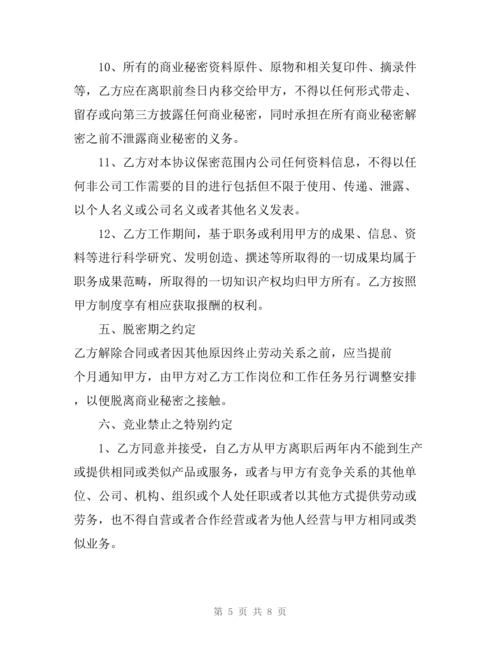 10、所有的商业秘密资料原件、原物和相关复印件、摘录件
等，乙方应在离职前叁日内移交给甲方，不得以任何形式带走、
留存或向第三方披露任何商业秘密，同时承担在所有商业秘密解
密之前不泄露商业秘密的义务。
11、乙方对本协议保密范围内公司任何资料信息，不得以任
何非公司工作需要的目的进行包括但不限于使用、传递、泄露、
以个人名义或公司名义或者其他名义发表。
12、乙方工作期间，基于职务或利用甲方的成果、信息、资
料等进行科学研究、发明创造、撰述等所取得的一切成果均属于
职务成果范畴，所取得的一切知识产权均归甲方所有。乙方按照
甲方制度享有相应获取报酬的权利。
五、脱密期之约定
乙方解除合同或者因其他原因终止劳动关系之前，应当提前
个月通知甲方，由甲方对乙方工作岗位和工作任务另行调整安排
，以便脱离商业秘密之接触。
六、竞业禁止之特别约定
1、乙方同意并接受，自乙方从甲方离职后两年内不能到生产
或提供相同或类似产品或服务，或者与甲方有竞争关系的其他单
位、公司、机构、组织或个人处任职或者以其他方式提供劳动或
劳务，也不得自营或者合作经营或者为他人经营与甲方相同或类
似业务。
第 5 页 共 8 页